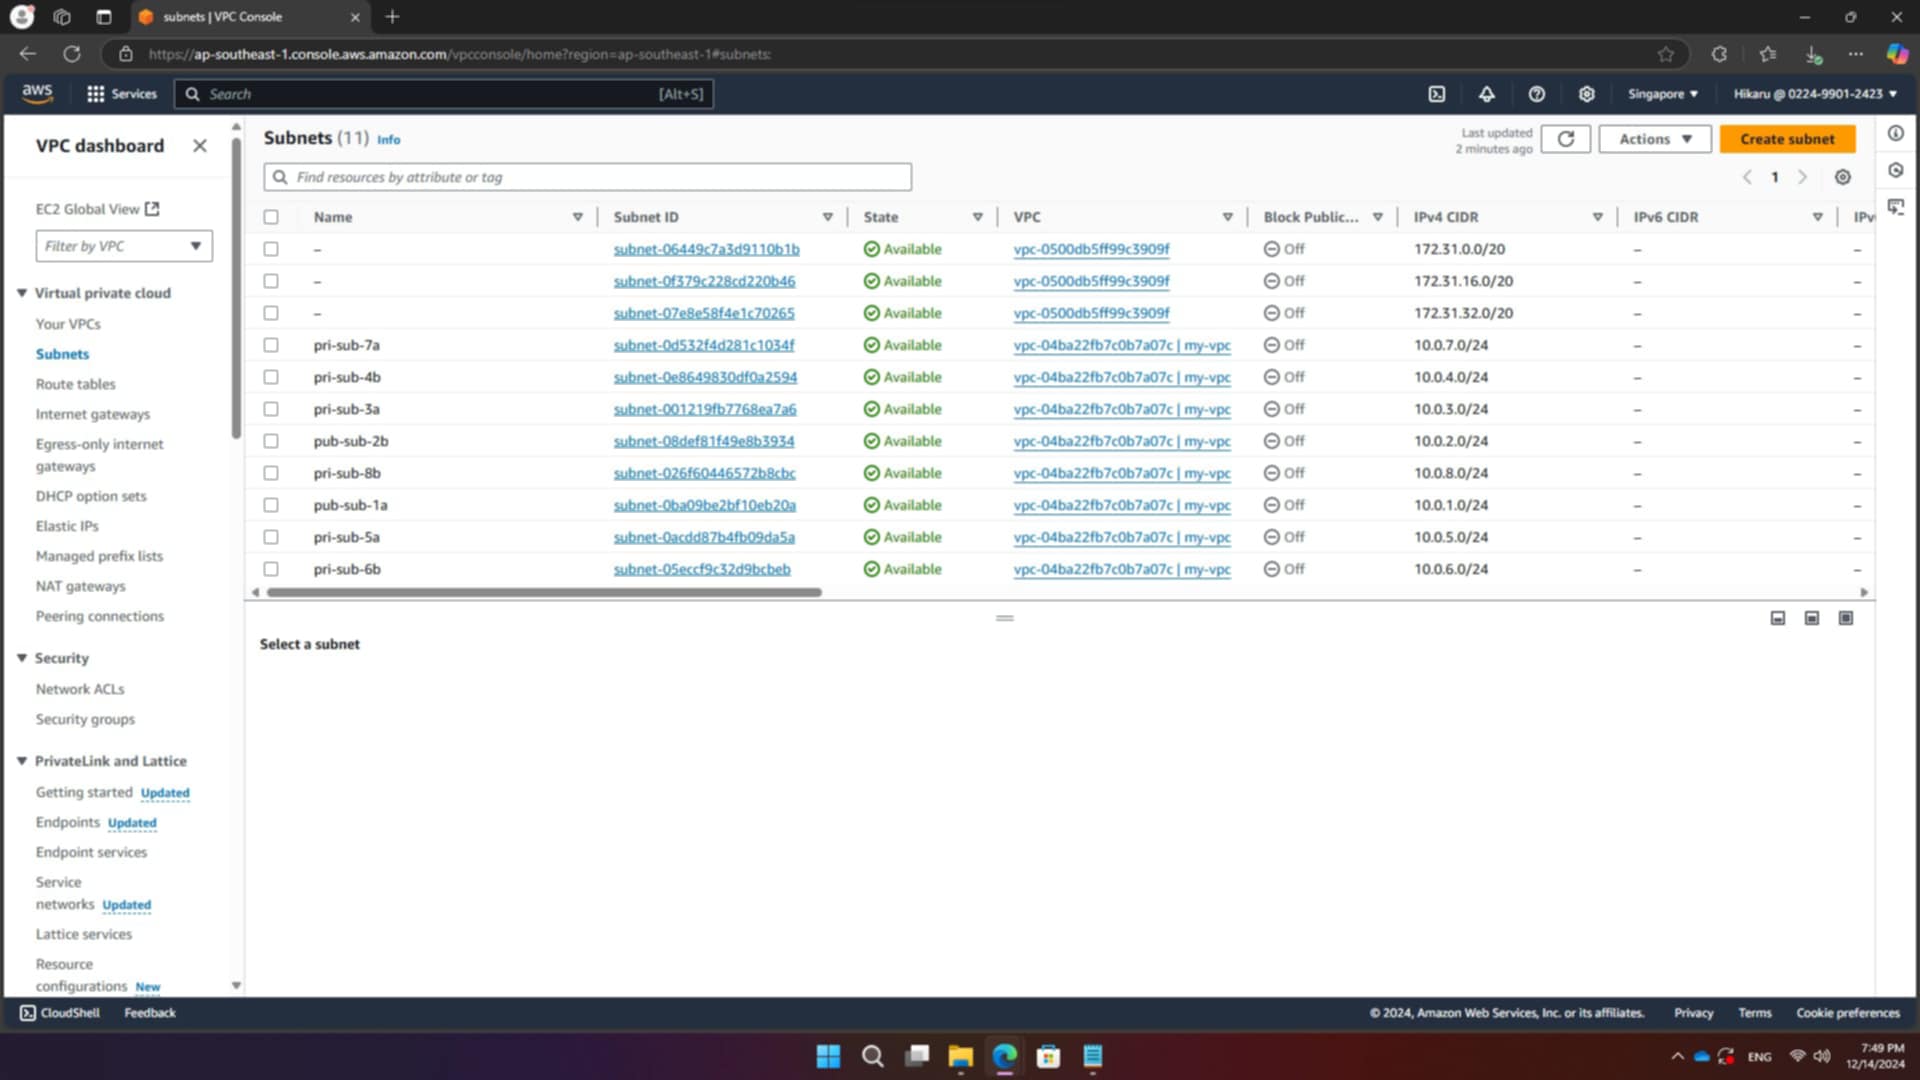 subnets | VPC Console
https://ap-southeast-1.console.aws.amazon.com/vpcconsole/home?region=ap-southeast-1#subnets:
aws
Services
Search
[Alt+S]
Singapore
Hikaru @ 0224-9901-2423
VPC dashboard
EC2 Global View
Filter by VPC
Virtual private cloud
Your VPCs
Subnets
Route tables
Internet gateways
Egress-only internet
gateways
DHCP option sets
Elastic IPs
Managed prefix lists
NAT gateways
Peering connections
Security
Network ACLs
Security groups
PrivateLink and Lattice
Getting started Updated
Endpoints Updated
Endpoint services
Service
networks Updated
Lattice services
Resource
configurations New
Subnets (11) Info
Last updated
2 minutes ago
Actions
Create subnet
Find resources by attribute or tag
1
Name Subnet ID State VPC Block Public... IPv4 CIDR IPv6 CIDR IPv
– subnet-06449c7a3d9110b1b Available vpc-0500db5ff99c3909f Off 172.31.0.0/20 – –
– subnet-0f379c228cd220b46 Available vpc-0500db5ff99c3909f Off 172.31.16.0/20 – –
– subnet-07e8e58f4e1c70265 Available vpc-0500db5ff99c3909f Off 172.31.32.0/20 – –
pri-sub-7a subnet-0d532f4d281c1034f Available vpc-04ba22fb7c0b7a07c | my-vpc Off 10.0.7.0/24 – –
pri-sub-4b subnet-0e8649830df0a2594 Available vpc-04ba22fb7c0b7a07c | my-vpc Off 10.0.4.0/24 – –
pri-sub-3a subnet-001219fb7768ea7a6 Available vpc-04ba22fb7c0b7a07c | my-vpc Off 10.0.3.0/24 – –
pub-sub-2b subnet-08def81f49e8b3934 Available vpc-04ba22fb7c0b7a07c | my-vpc Off 10.0.2.0/24 – –
pri-sub-8b subnet-026f60446572b8cbc Available vpc-04ba22fb7c0b7a07c | my-vpc Off 10.0.8.0/24 – –
pub-sub-1a subnet-0ba09be2bf10eb20a Available vpc-04ba22fb7c0b7a07c | my-vpc Off 10.0.1.0/24 – –
pri-sub-5a subnet-0acdd87b4fb09da5a Available vpc-04ba22fb7c0b7a07c | my-vpc Off 10.0.5.0/24 – –
pri-sub-6b subnet-05eccf9c32d9bcbeb Available vpc-04ba22fb7c0b7a07c | my-vpc Off 10.0.6.0/24 – –
Select a subnet
CloudShell
Feedback
© 2024, Amazon Web Services, Inc. or its affiliates.
Privacy
Terms
Cookie preferences
ENG
7:49 PM
12/14/2024